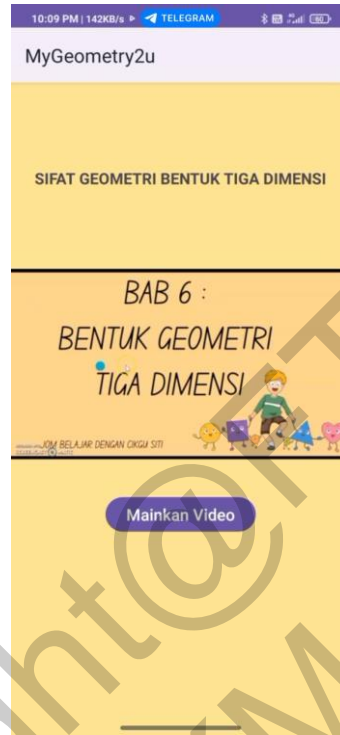 10:09 PM | 142KB/s TELEGRAM 60
MyGeometry2u
SIFAT GEOMETRI BENTUK TIGA DIMENSI
BAB 6 :
BENTUK GEOMETRI
TIGA DIMENSI
JOM BELAJAR DENGAN CIKGU SITI
Mainkan Video